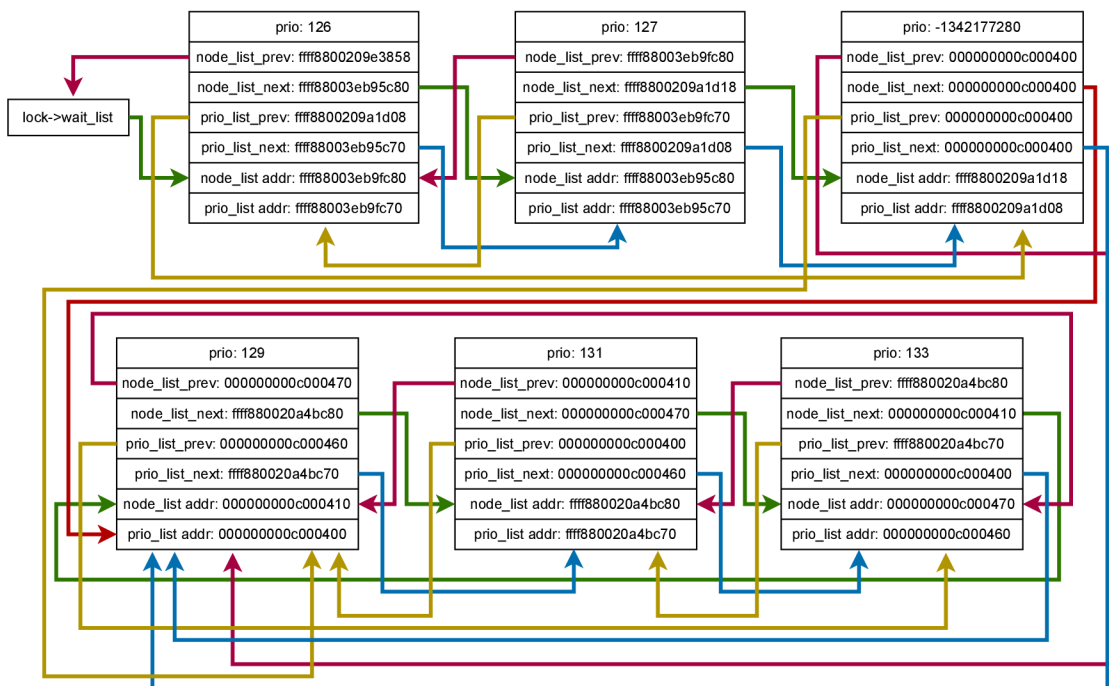 prio: 126
node_list_prev: ffff8800209e3858
node_list_next: ffff88003eb95c80
prio_list_prev: ffff8800209a1d08
prio_list_next: ffff88003eb95c70
node_list addr: ffff88003eb9fc80
prio_list addr: ffff88003eb9fc70
prio: 127
node_list_prev: ffff88003eb9fc80
node_list_next: ffff8800209a1d18
prio_list_prev: ffff88003eb9fc70
prio_list_next: ffff8800209a1d08
node_list addr: ffff88003eb95c80
prio_list addr: ffff88003eb95c70
prio: -1342177280
node_list_prev: 000000000c000400
node_list_next: 000000000c000400
prio_list_prev: 000000000c000400
prio_list_next: 000000000c000400
node_list addr: ffff8800209a1d18
prio_list addr: ffff8800209a1d08
lock->wait_list
prio: 129
node_list_prev: 000000000c000470
node_list_next: ffff880020a4bc80
prio_list_prev: 000000000c000460
prio_list_next: ffff880020a4bc70
node_list addr: 000000000c000410
prio_list addr: 000000000c000400
prio: 131
node_list_prev: 000000000c000410
node_list_next: 000000000c000470
prio_list_prev: 000000000c000400
prio_list_next: 000000000c000460
node_list addr: ffff880020a4bc80
prio_list addr: ffff880020a4bc70
prio: 133
node_list_prev: ffff880020a4bc80
node_list_next: 000000000c000410
prio_list_prev: ffff880020a4bc70
prio_list_next: 000000000c000400
node_list addr: 000000000c000470
prio_list addr: 000000000c000460